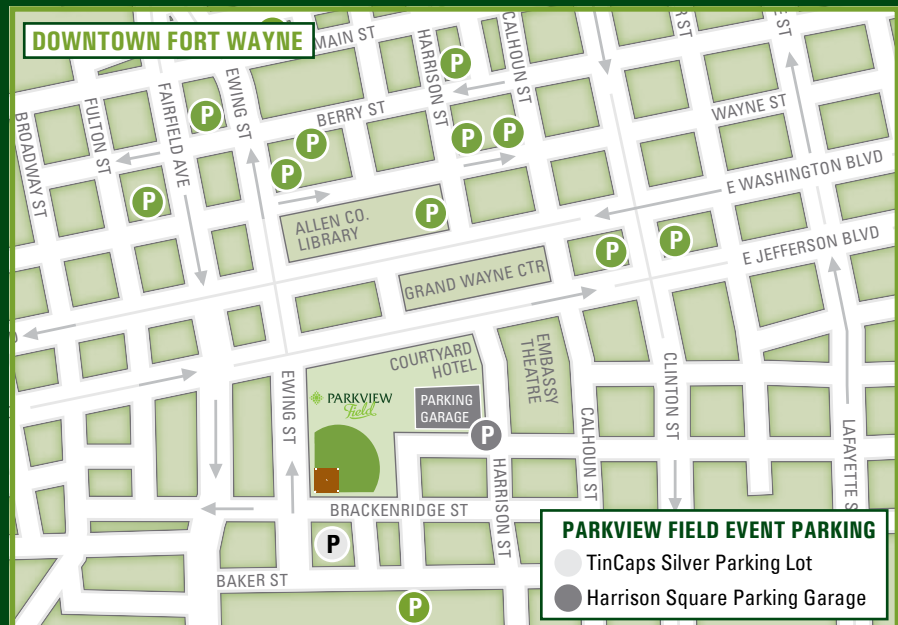 DOWNTOWN FORT WAYNE
MAIN ST
HARRISON ST
CALHOUN ST
P
P
BROADWAY ST
FULTON ST
FAIRFIELD AVE
EWING ST
BERRY ST
WAYNE ST
P
P
P
P
P
P
E WASHINGTON BLVD
ALLEN CO.
LIBRARY
P
P
P
E JEFFERSON BLVD
GRAND WAYNE CTR
COURTYARD
HOTEL
EMBASSY
THEATRE
EWING ST
PARKVIEW
Field
PARKING
GARAGE
P
CLINTON ST
CALHOUN ST
HARRISON ST
LAFAYETTE S
BRACKENRIDGE ST
P
BAKER ST
P
PARKVIEW FIELD EVENT PARKING
TinCaps Silver Parking Lot
Harrison Square Parking Garage